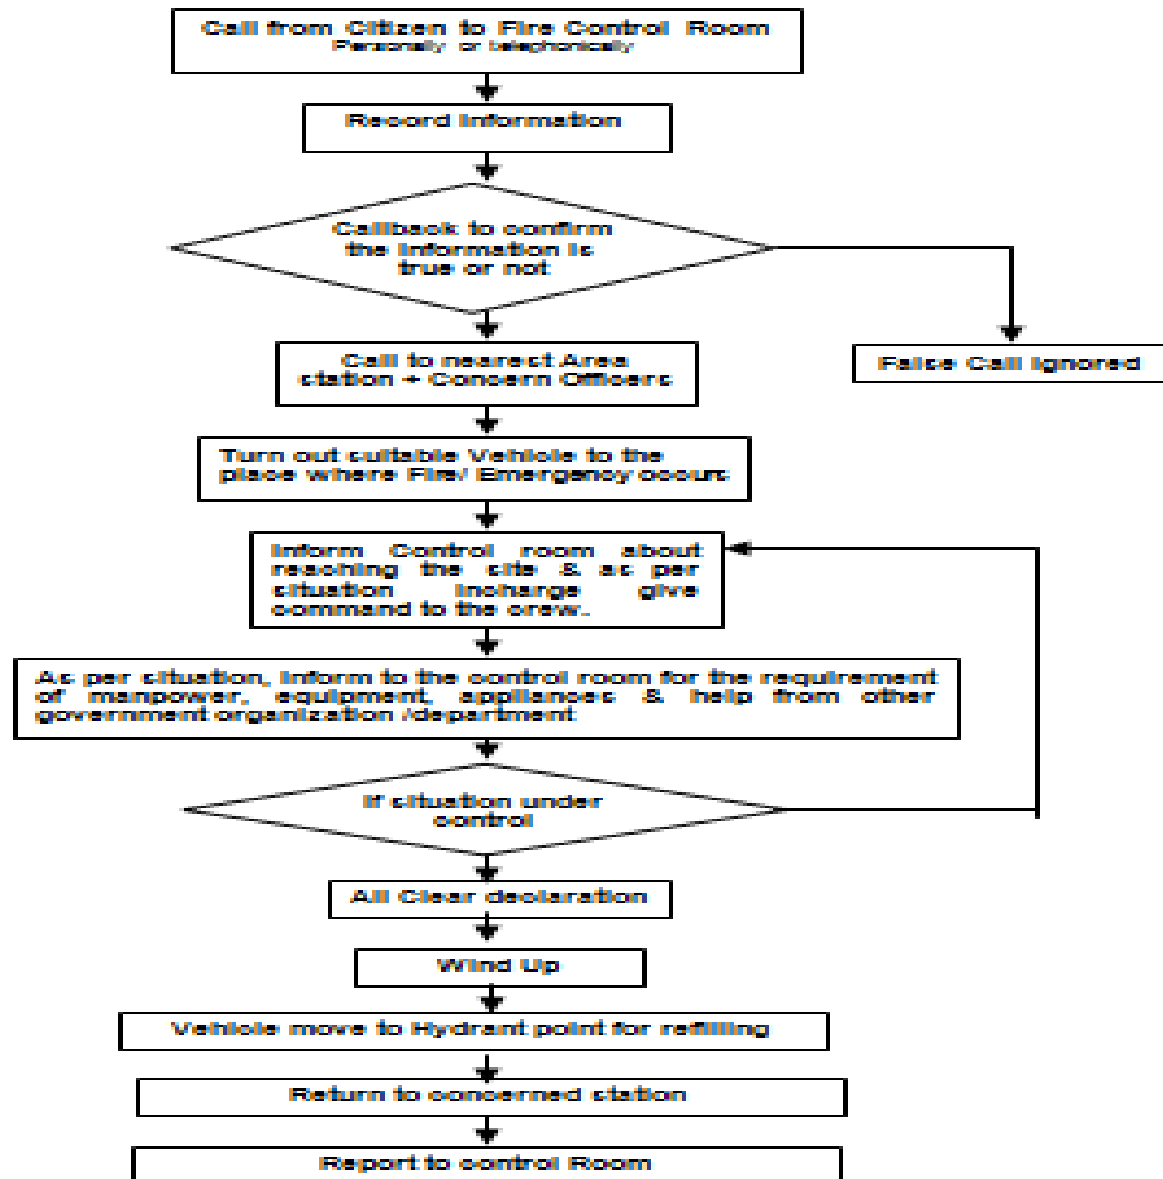 Call from Citizen to Fire Control Room
Personally or telephonically
Record Information
Callback to confirm
the Information is
true or not
Call to nearest Area
station + Concern Officers
False Call Ignored
Turn out suitable Vehicle to the
place where Fire/ Emergency occurs
Inform Control room about
reaching the site & as per
situation Incharge give
command to the crew.
As per situation, Inform to the control room for the requirement
of manpower, equipment, appliances & help from other
government organization /department
If situation under
control
All Clear declaration
Wind Up
Vehicle move to Hydrant point for refilling
Return to concerned station
Report to control Room